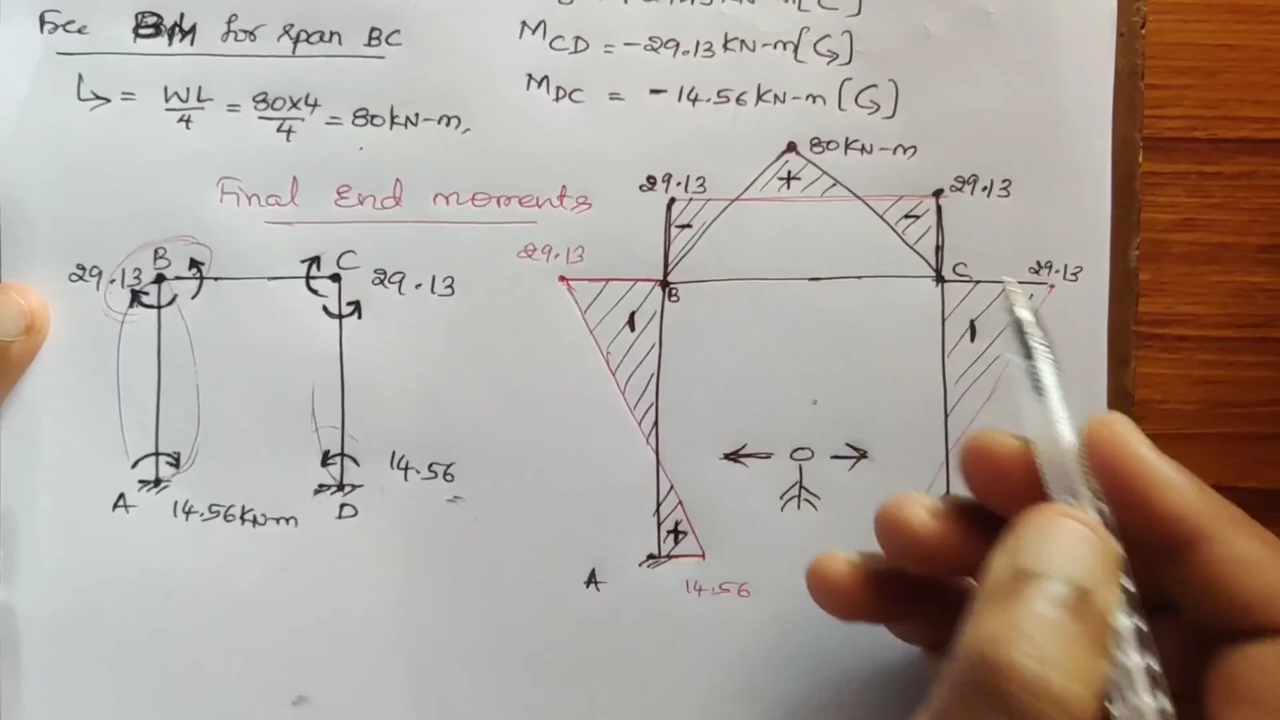 Free BM for span BC
↳ = WL/4 = 80×4/4 = 80KN-m,
MCD = -29.13 KN-m[↺]
MDC = -14.56KN-m[↺]
Final End moments
80KN-m
29.13
29.13
+
-
-
29.13
29.13
B
C
29.13
29.13
B
C
-
-
14.56
A
14.56KNm
D
+
A
14.56